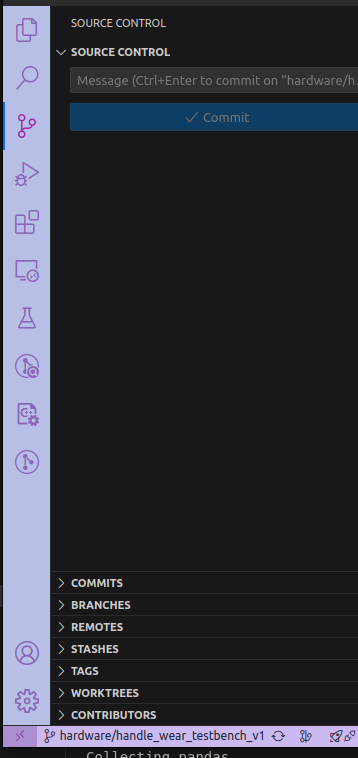 SOURCE CONTROL
SOURCE CONTROL
Message (Ctrl+Enter to commit on "hardware/h...
Commit
COMMITS
BRANCHES
REMOTES
STASHES
TAGS
WORKTREES
CONTRIBUTORS
hardware/handle_wear_testbench_v1
Collecting pandas